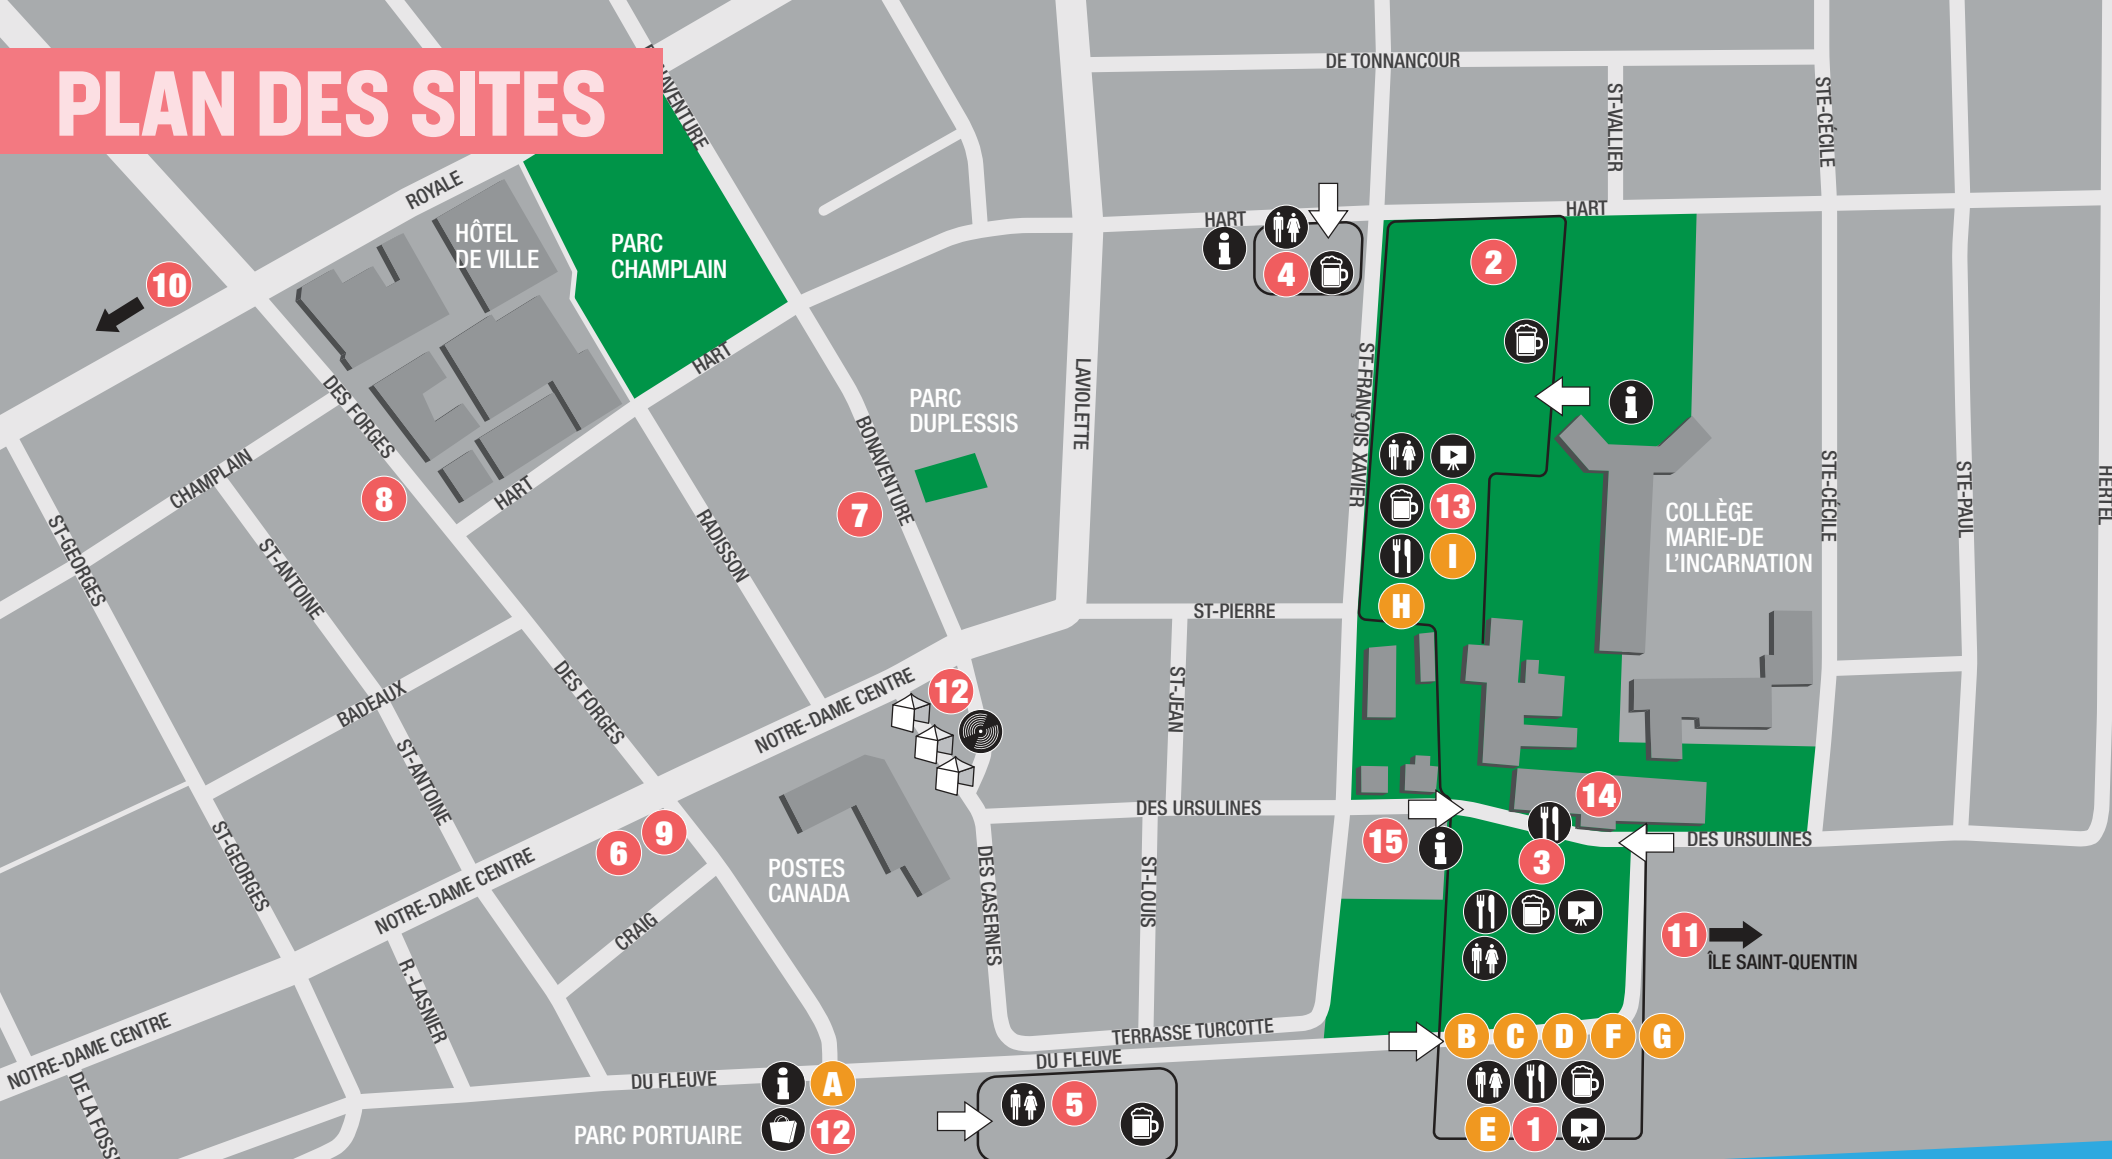 PLAN DES SITES
BONAVENTURE
DE TONNANCOUR
ST-VALLIER
STE-CÉCILE
ROYALE
HÔTEL
DE VILLE
PARC
CHAMPLAIN
HART
i
4
HART
2
10
HART
DES FORGES
LAVIOLETTE
ST-FRANÇOIS XAVIER
i
PARC
DUPLESSIS
BONAVENTURE
CHAMPLAIN
8
HART
7
RADISSON
13
I
H
COLLÈGE
MARIE-DE
L'INCARNATION
STE-CÉCILE
STE-PAUL
HERTEL
ST-GEORGES
ST-ANTOINE
ST-PIERRE
ST-JEAN
BADEAUX
DES FORGES
NOTRE-DAME CENTRE
12
ST-ANTOINE
DES URSULINES
14
15
i
3
DES URSULINES
6
9
POSTES
CANADA
ST-GEORGES
NOTRE-DAME CENTRE
CRAIG
DES CASERNES
ST-LOUIS
11
ÎLE SAINT-QUENTIN
R.-LASNIER
NOTRE-DAME CENTRE
TERRASSE TURCOTTE
DU FLEUVE
B
C
D
F
G
DE LA FOSS
DU FLEUVE
i
A
PARC PORTUAIRE
12
5
E
1